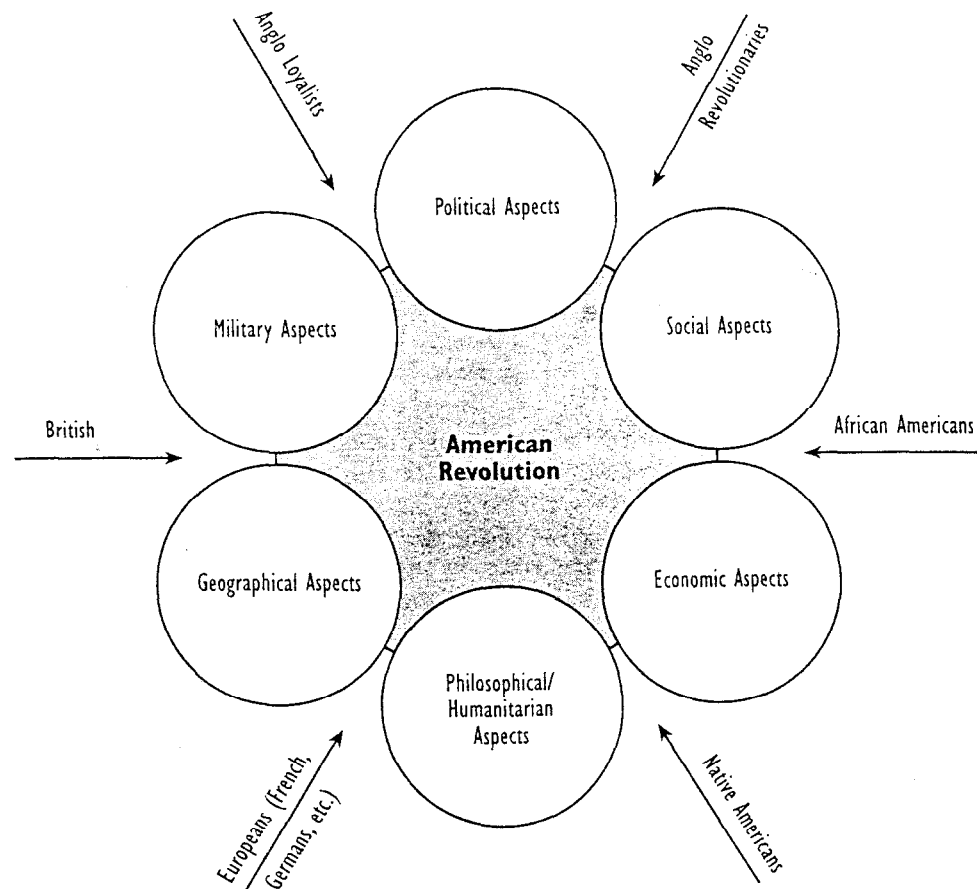 Anglo Loyalists
Anglo
Revolutionaries
Political Aspects
Military Aspects
Social Aspects
British
American
Revolution
African Americans
Geographical Aspects
Economic Aspects
Philosophical/
Humanitarian
Aspects
Europeans (French,
Germans, etc.)
Native Americans